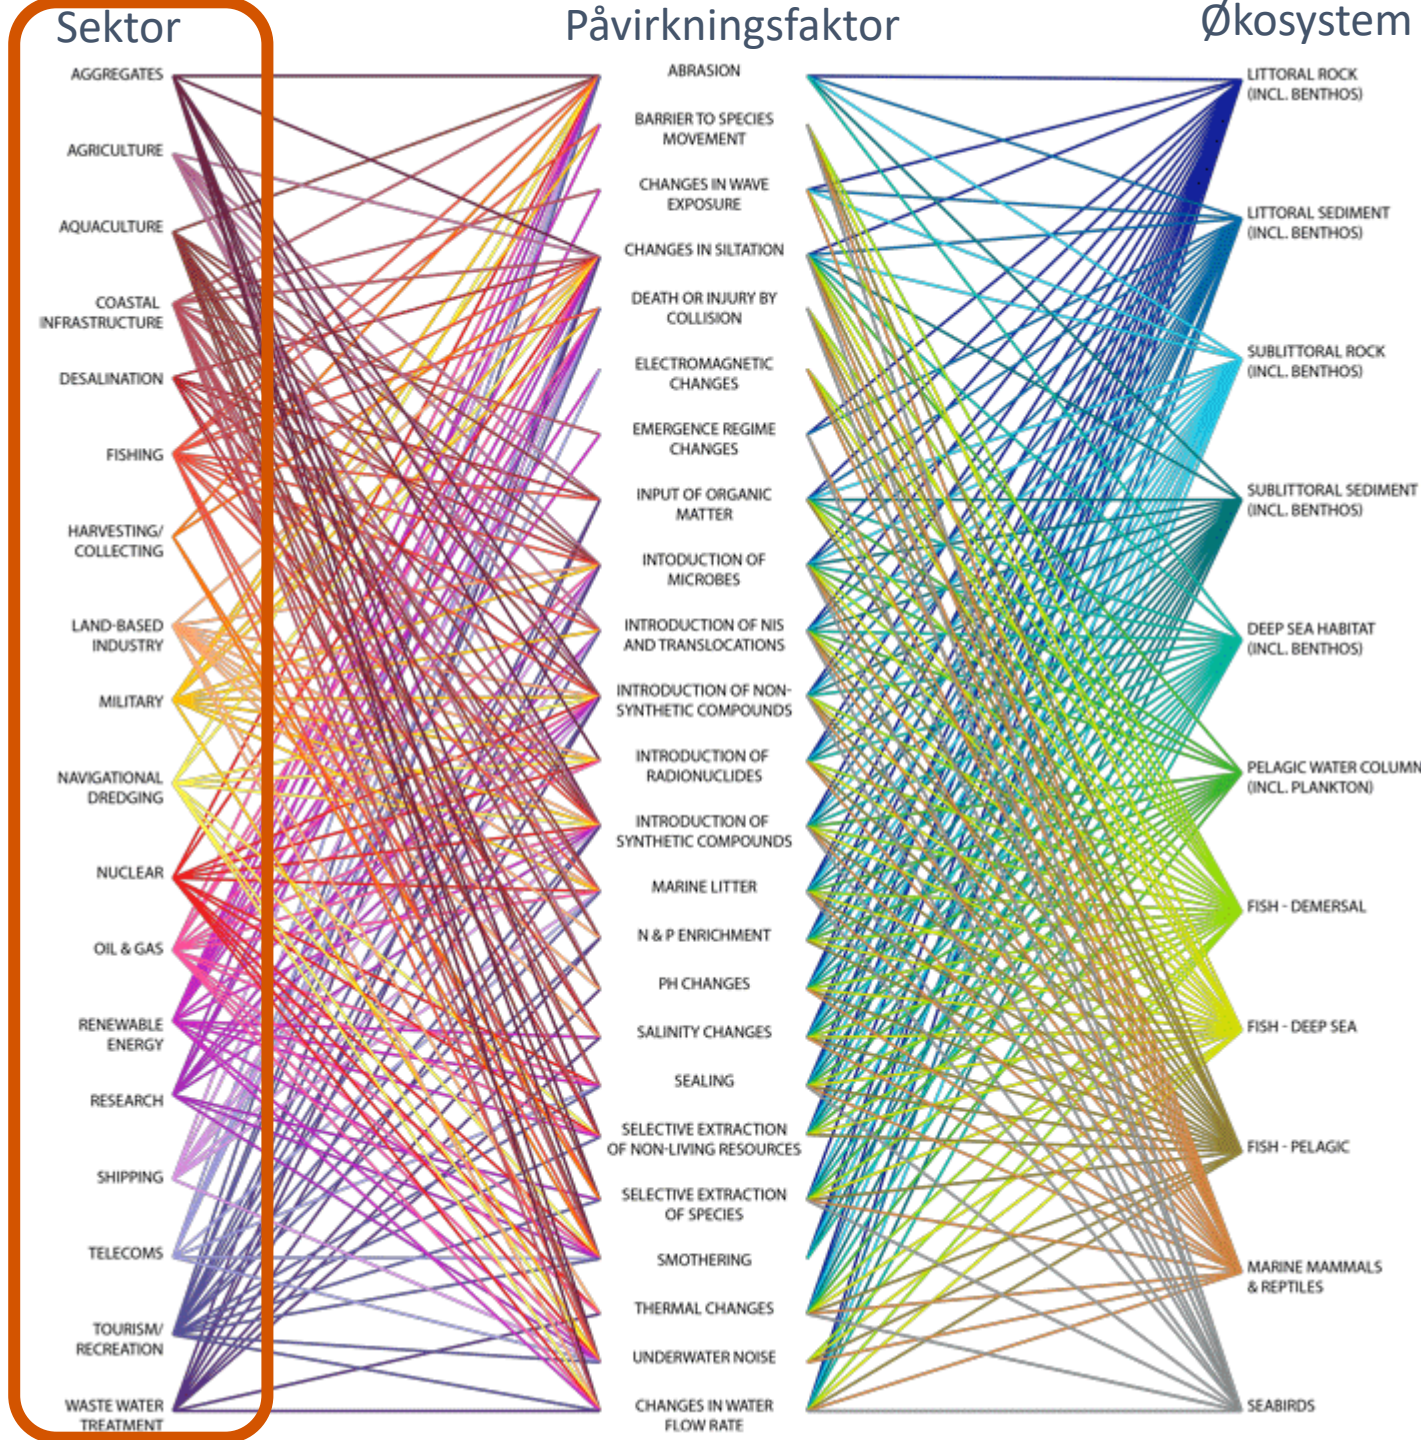 Sektor
Påvirkningsfaktor
Økosystem
AGGREGATES
AGRICULTURE
AQUACULTURE
COASTAL
INFRASTRUCTURE
DESALINATION
FISHING
HARVESTING/
COLLECTING
LAND-BASED
INDUSTRY
MILITARY
NAVIGATIONAL
DREDGING
NUCLEAR
OIL & GAS
RENEWABLE
ENERGY
RESEARCH
SHIPPING
TELECOMS
TOURISM/
RECREATION
WASTE WATER
TREATMENT
ABRASION
BARRIER TO SPECIES
MOVEMENT
CHANGES IN WAVE
EXPOSURE
CHANGES IN SILTATION
DEATH OR INJURY BY
COLLISION
ELECTROMAGNETIC
CHANGES
EMERGENCE REGIME
CHANGES
INPUT OF ORGANIC
MATTER
INTODUCTION OF
MICROBES
INTRODUCTION OF NIS
AND TRANSLOCATIONS
INTRODUCTION OF NON-
SYNTHETIC COMPOUNDS
INTRODUCTION OF
RADIONUCLIDES
INTRODUCTION OF
SYNTHETIC COMPOUNDS
MARINE LITTER
N & P ENRICHMENT
PH CHANGES
SALINITY CHANGES
SEALING
SELECTIVE EXTRACTION
OF NON-LIVING RESOURCES
SELECTIVE EXTRACTION
OF SPECIES
SMOTHERING
THERMAL CHANGES
UNDERWATER NOISE
CHANGES IN WATER
FLOW RATE
LITTORAL ROCK
(INCL. BENTHOS)
LITTORAL SEDIMENT
(INCL. BENTHOS)
SUBLITTORAL ROCK
(INCL. BENTHOS)
SUBLITTORAL SEDIMENT
(INCL. BENTHOS)
DEEP SEA HABITAT
(INCL. BENTHOS)
PELAGIC WATER COLUMN
(INCL. PLANKTON)
FISH - DEMERSAL
FISH - DEEP SEA
FISH - PELAGIC
MARINE MAMMALS
& REPTILES
SEABIRDS